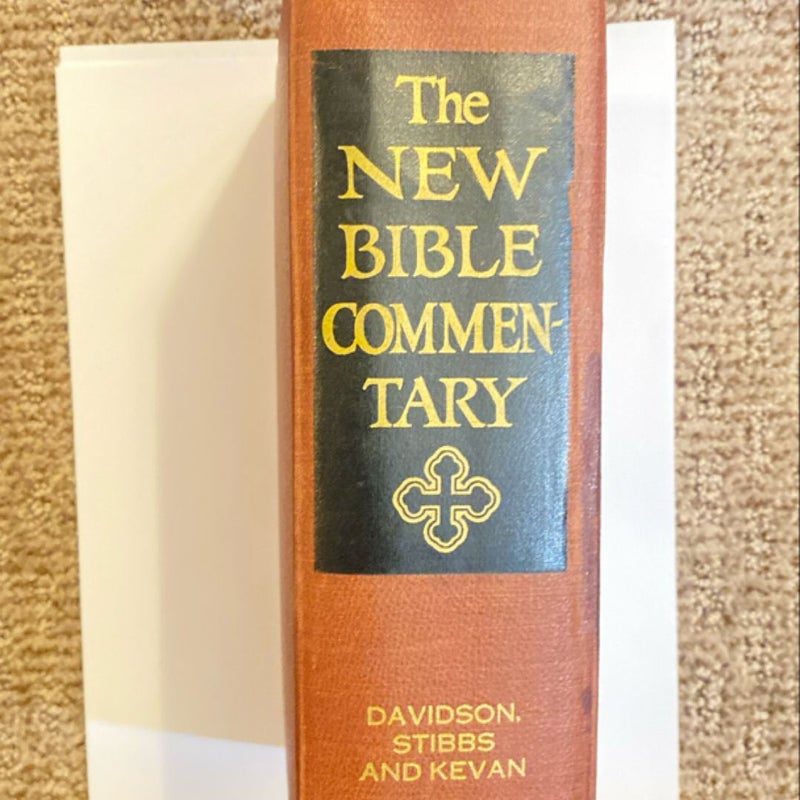 The
NEW
BIBLE
COMMEN-
TARY
DAVIDSON,
STIBBS
AND KEVAN